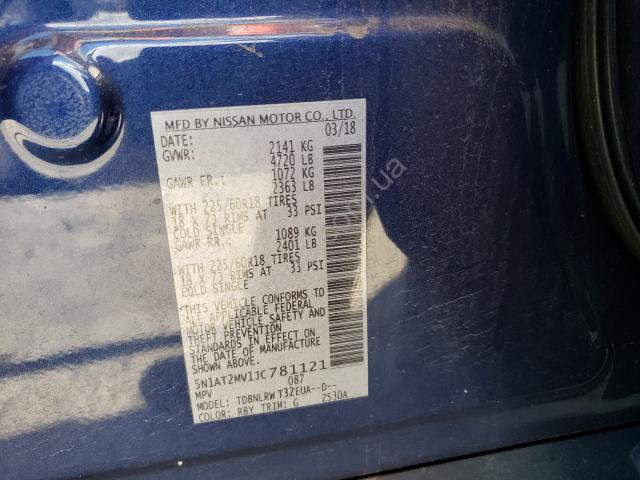 MFD BY NISSAN MOTOR CO., LTD.
DATE: 03/18
GVWR: 2141 KG
4720 LB
GAWR FR.: 1072 KG
2363 LB
WITH 225/60R18 TIRES
18 X 7J RIMS AT 33 PSI
COLD SINGLE
GAWR RR.: 1089 KG
2401 LB
WITH 225/60R18 TIRES
18 X 7J RIMS AT 33 PSI
COLD SINGLE
THIS VEHICLE CONFORMS TO
ALL APPLICABLE FEDERAL
MOTOR VEHICLE SAFETY AND
THEFT PREVENTION
STANDARDS IN EFFECT ON
THE DATE OF MANUFACTURE
SHOWN ABOVE.
5N1AT2MV1JC781121
MPV 087
MODEL: TDBNLRW T32EUA--D--
COLOR: RBY TRIM: G ZS30A